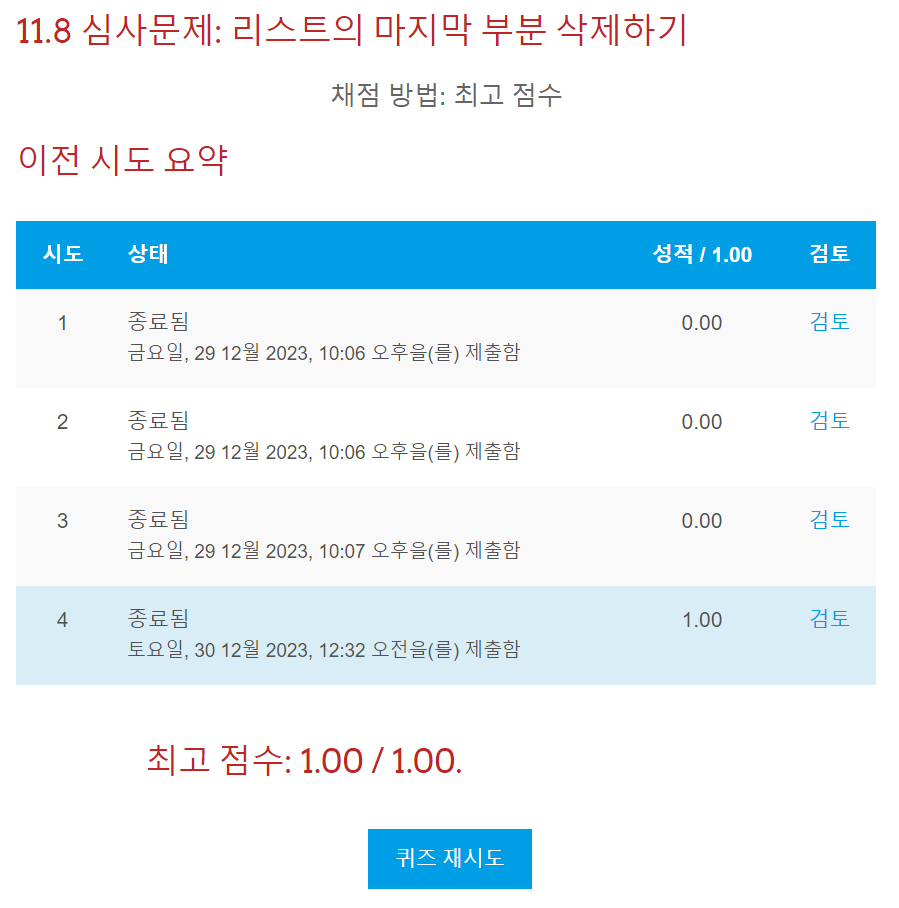 11.8 심사문제: 리스트의 마지막 부분 삭제하기
채점 방법: 최고 점수
이전 시도 요약
시도 상태 성적 / 1.00 검토
1 종료됨 0.00 검토
금요일, 29 12월 2023, 10:06 오후을(를) 제출함
2 종료됨 0.00 검토
금요일, 29 12월 2023, 10:06 오후을(를) 제출함
3 종료됨 0.00 검토
금요일, 29 12월 2023, 10:07 오후을(를) 제출함
4 종료됨 1.00 검토
토요일, 30 12월 2023, 12:32 오전을(를) 제출함
최고 점수: 1.00 / 1.00.
퀴즈 재시도